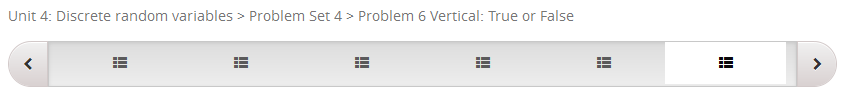 Unit 4: Discrete random variables > Problem Set 4 > Problem 6 Vertical: True or False